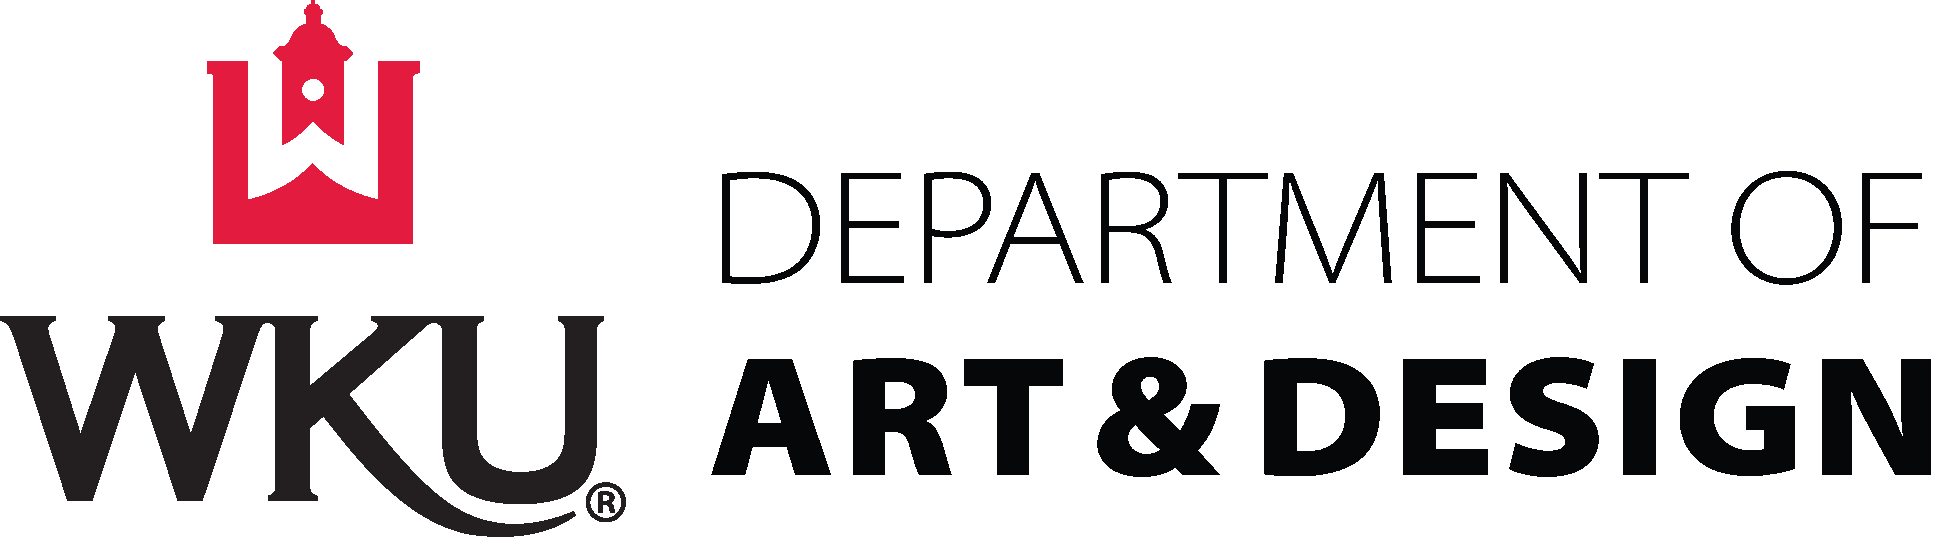 WKU®
DEPARTMENT OF
ART & DESIGN